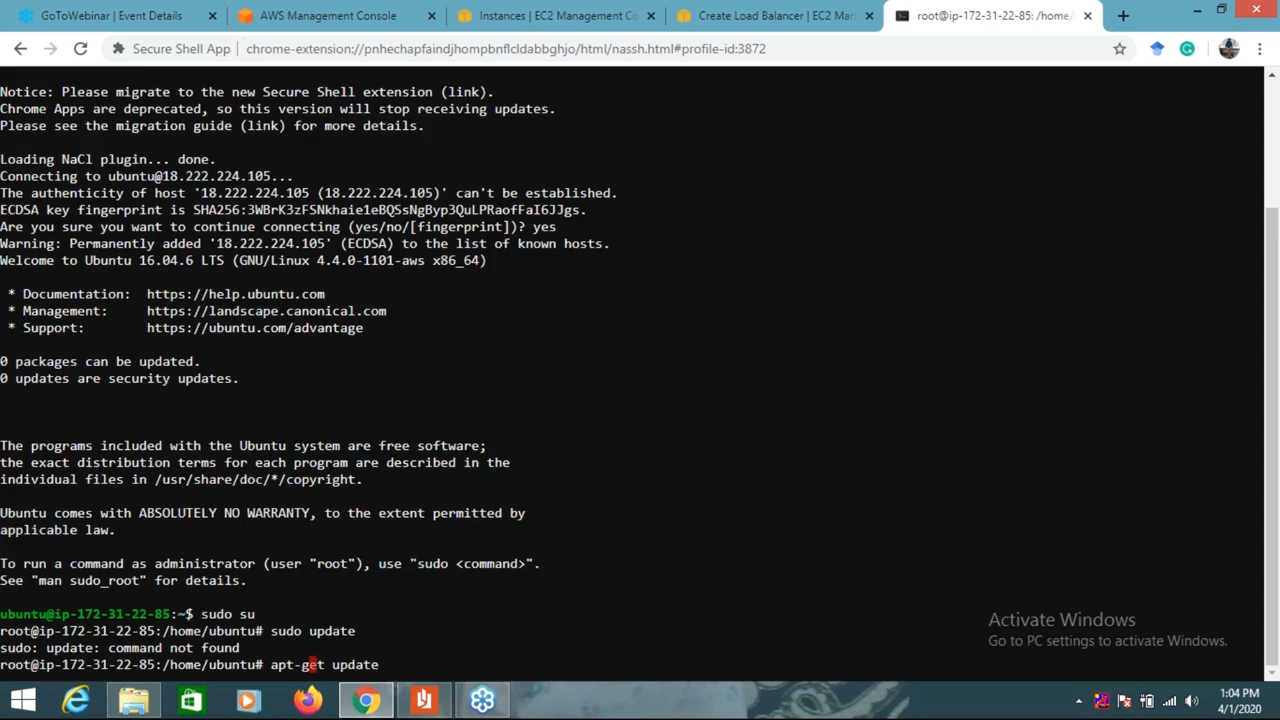 GoToWebinar | Event Details
AWS Management Console
Instances | EC2 Management Co
Create Load Balancer | EC2 Man
root@ip-172-31-22-85: /home/
Secure Shell App
chrome-extension://pnhechapfaindjhompbnflcldabbghjo/html/nassh.html#profile-id:3872
Notice: Please migrate to the new Secure Shell extension (link).
Chrome Apps are deprecated, so this version will stop receiving updates.
Please see the migration guide (link) for more details.
Loading NaCl plugin... done.
Connecting to ubuntu@18.222.224.105...
The authenticity of host '18.222.224.105 (18.222.224.105)' can't be established.
ECDSA key fingerprint is SHA256:3WBrK3zFSNkhaie1eBQSsNgByp3QuLPRaofFaI6JJgs.
Are you sure you want to continue connecting (yes/no/[fingerprint])? yes
Warning: Permanently added '18.222.224.105' (ECDSA) to the list of known hosts.
Welcome to Ubuntu 16.04.6 LTS (GNU/Linux 4.4.0-1101-aws x86_64)
* Documentation: https://help.ubuntu.com
* Management: https://landscape.canonical.com
* Support: https://ubuntu.com/advantage
0 packages can be updated.
0 updates are security updates.
The programs included with the Ubuntu system are free software;
the exact distribution terms for each program are described in the
individual files in /usr/share/doc/*/copyright.
Ubuntu comes with ABSOLUTELY NO WARRANTY, to the extent permitted by
applicable law.
To run a command as administrator (user "root"), use "sudo <command>".
See "man sudo_root" for details.
ubuntu@ip-172-31-22-85:~$ sudo su
root@ip-172-31-22-85:/home/ubuntu# sudo update
sudo: update: command not found
root@ip-172-31-22-85:/home/ubuntu# apt-get update
Activate Windows
Go to PC settings to activate Windows.
1:04 PM
4/1/2020